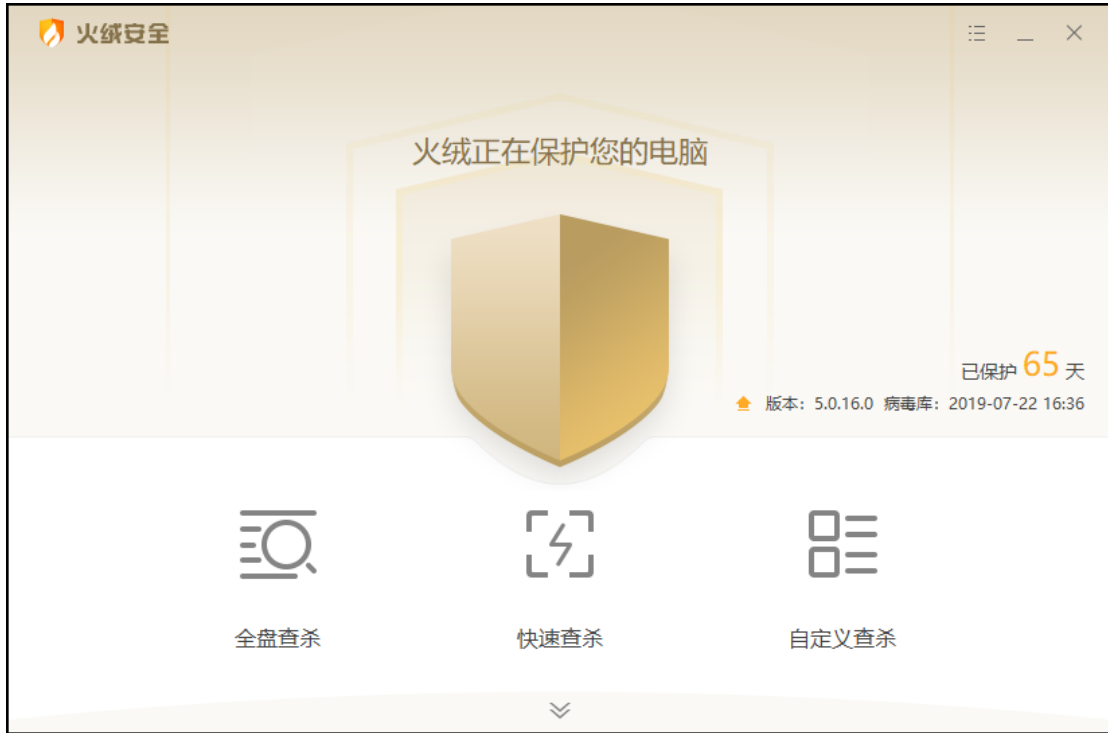 火绒安全
火绒正在保护您的电脑
已保护 65 天
版本：5.0.16.0 病毒库：2019-07-22 16:36
全盘查杀
快速查杀
自定义查杀